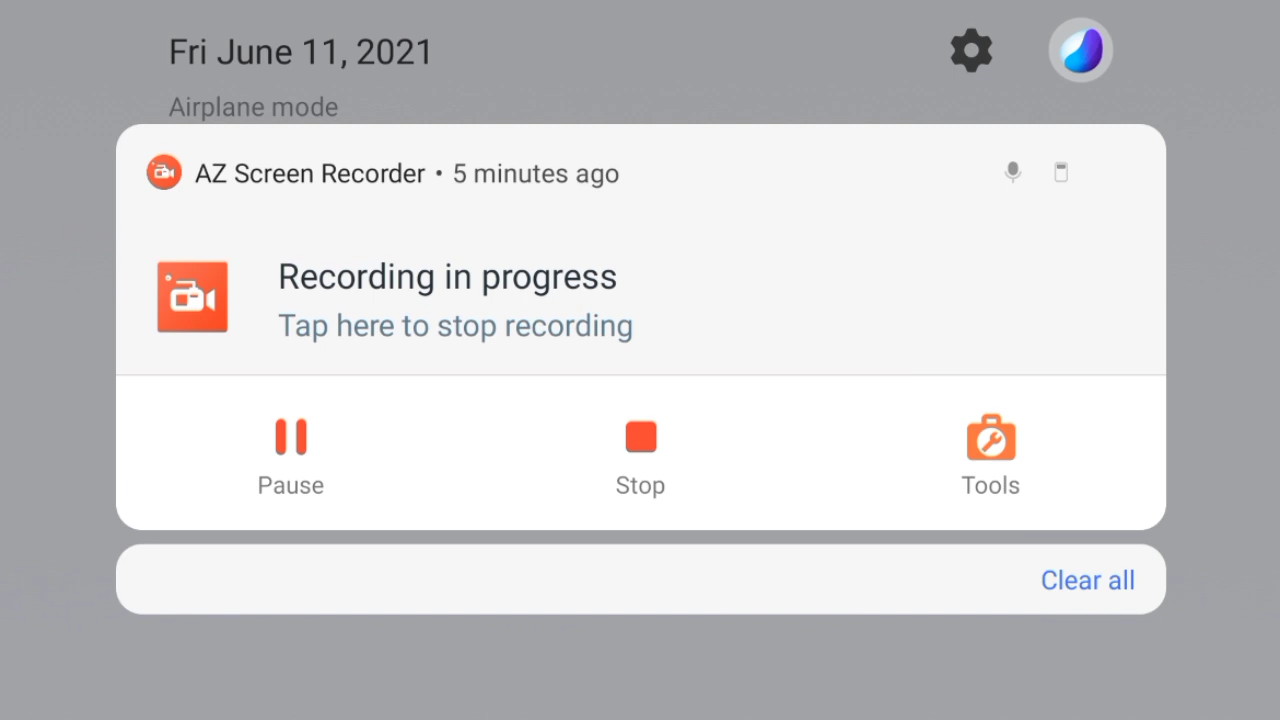 Fri June 11, 2021
Airplane mode
AZ Screen Recorder • 5 minutes ago
Recording in progress
Tap here to stop recording
Pause Stop Tools
Clear all